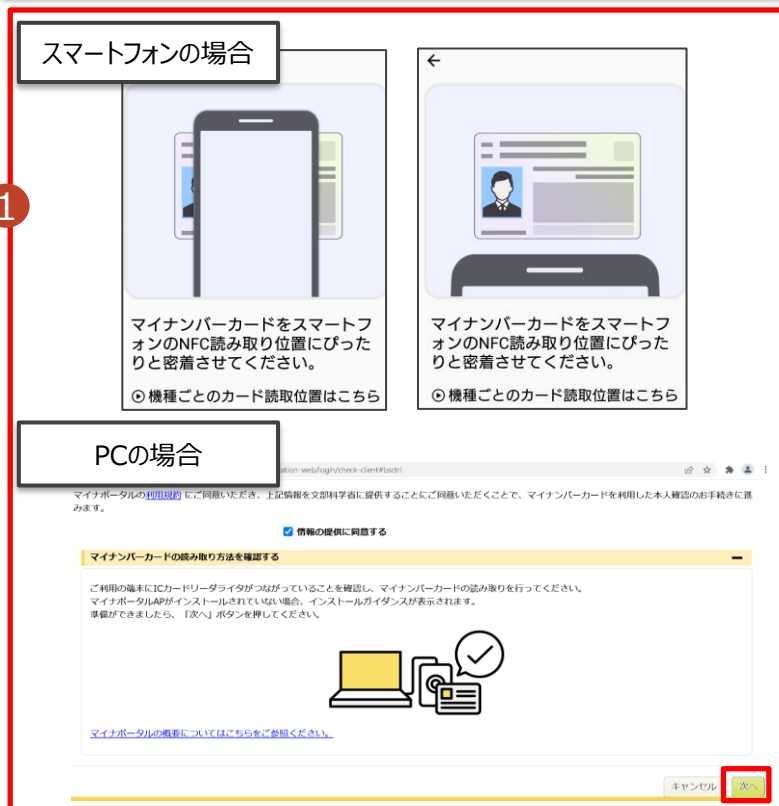 スマートフォンの場合
←
1
マイナンバーカードをスマートフ
ォンのNFC読み取り位置にぴった
りと密着させてください。
機種ごとのカード読取位置はこちら
マイナンバーカードをスマートフ
ォンのNFC読み取り位置にぴった
りと密着させてください。
機種ごとのカード読取位置はこちら
PCの場合
ation-web/login/check-client#bsctrl
マイナポータルの利用規約 にご同意いただき、上記情報を文部科学省に提供することにご同意いただくことで、マイナンバーカードを利用した本人確認のお手続きに進
みます。
情報の提供に同意する
マイナンバーカードの読み取り方法を確認する
ご利用の端末にICカードリーダライタがつながっていることを確認し、マイナンバーカードの読み取りを行ってください。
マイナポータルAPがインストールされていない場合、インストールガイダンスが表示されます。
準備ができましたら、「次へ」ボタンを押してください。
マイナポータルの概要についてはこちらをご参照ください。
キャンセル
次へ